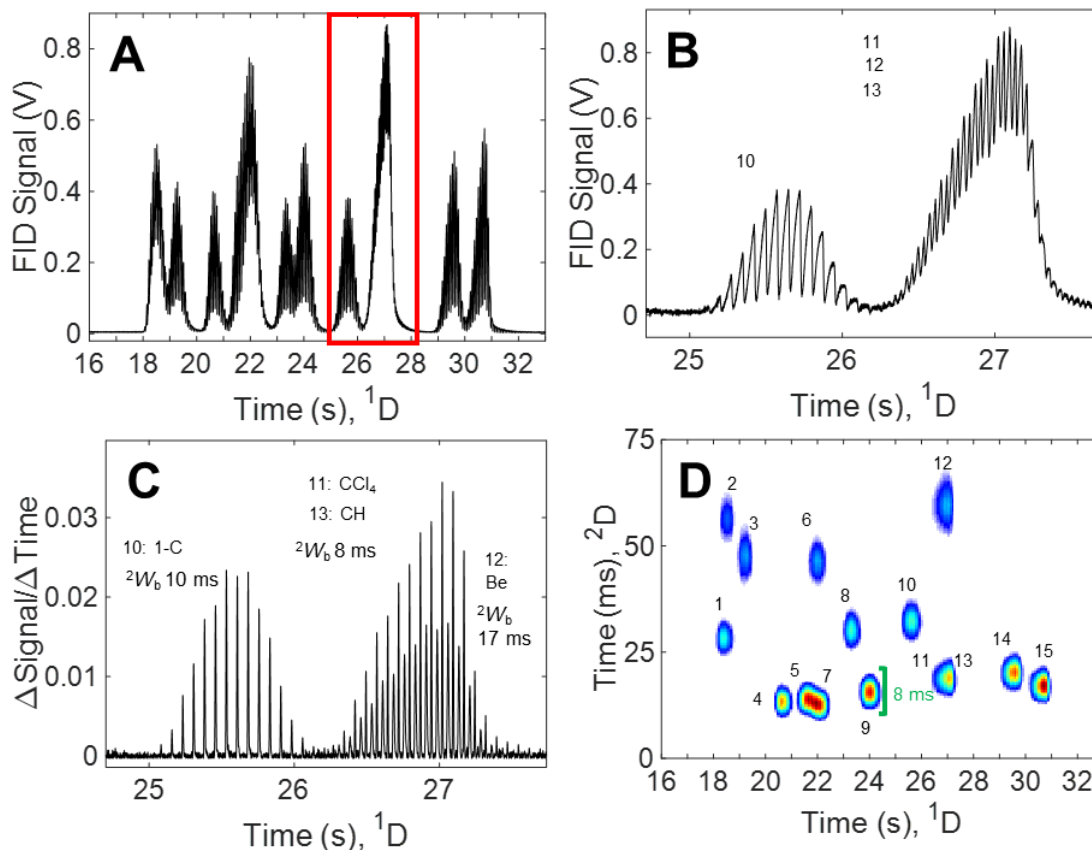 A
FID Signal (V)
0.8
0.6
0.4
0.2
0
16 18 20 22 24 26 28 30 32
Time (s), ¹D
B
FID Signal (V)
0.8
0.6
0.4
0.2
0
10
11
12
13
25 26 27
Time (s), ¹D
C
ΔSignal/ΔTime
0.03
0.02
0.01
0
10: 1-C
²Wb 10 ms
11: CCl₄
13: CH
²Wb 8 ms
12:
Be
²Wb
17 ms
25 26 27
Time (s), ¹D
D
Time (ms), ²D
75
50
25
0
1
2
3
4
5
6
7
8
9
10
11
12
13
14
15
8 ms
16 18 20 22 24 26 28 30 32
Time (s), ¹D